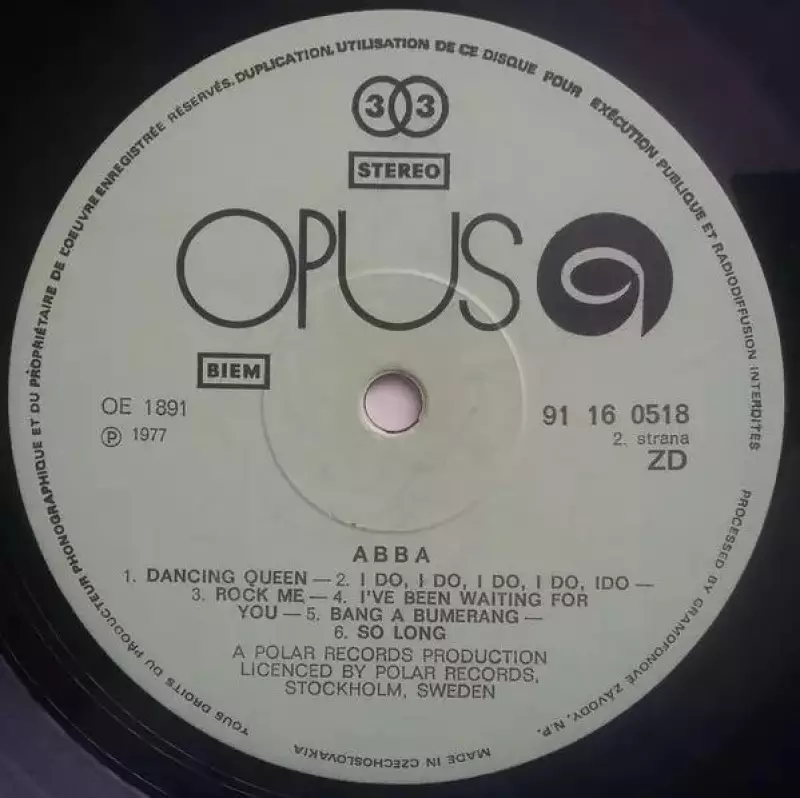 TOUS DROITS DU PRODUCTEUR PHONOGRAPHIQUE ET DU PROPRIÉTAIRE DE L'OEUVRE ENREGISTRÉE RÉSERVÉS. DUPLICATION, UTILISATION DE CE DISQUE POUR EXÉCUTION PUBLIQUE ET RADIODIFFUSION INTERDITES
33
STEREO
OPUS
BIEM
OE 1891
℗ 1977
91 16 0518
2. strana
ZD
ABBA
1. DANCING QUEEN — 2. I DO, I DO, I DO, I DO, IDO —
3. ROCK ME — 4. I'VE BEEN WAITING FOR
YOU — 5. BANG A BUMERANG —
6. SO LONG
A POLAR RECORDS PRODUCTION
LICENCED BY POLAR RECORDS,
STOCKHOLM, SWEDEN
PROCESSED BY GRAMOFONOVÉ ZÁVODY, N.P.
MADE IN CZECHOSLOVAKIA